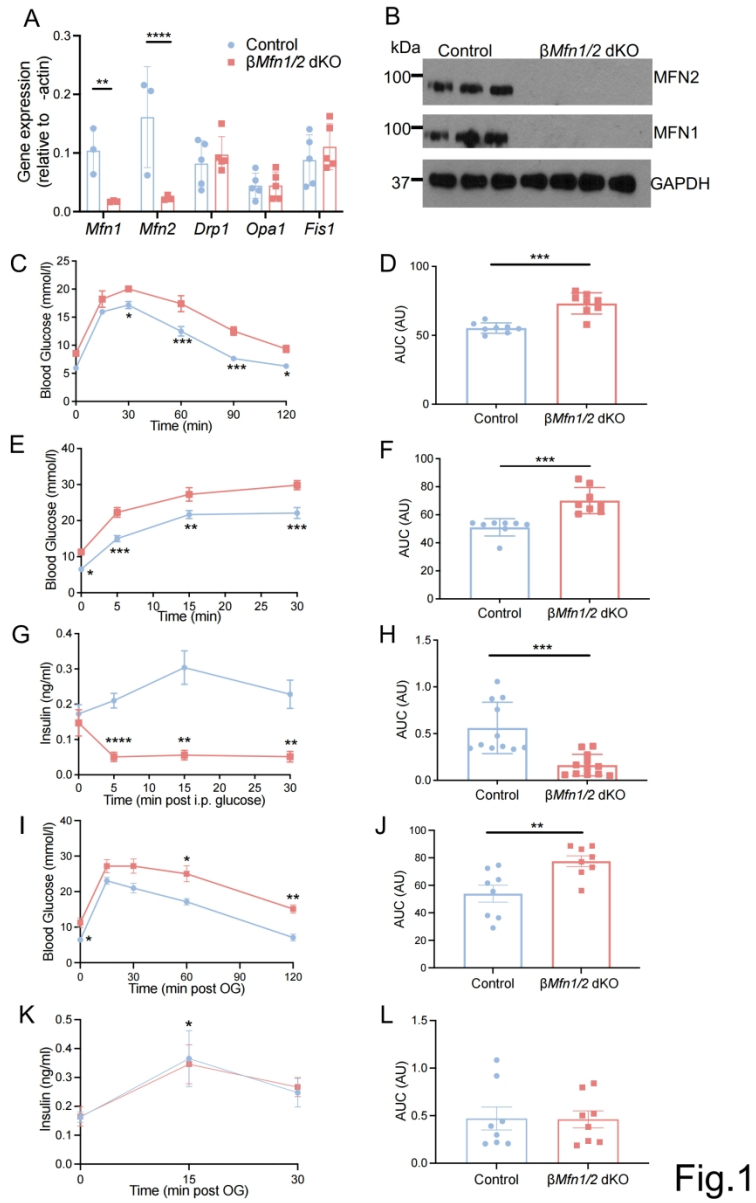 A
Gene expression
(relative to -actin)
0.3
0.2
0.1
0.0
**
****
Control
βMfn1/2 dKO
Mfn1 Mfn2 Drp1 Opa1 Fis1
B
kDa Control βMfn1/2 dKO
100 MFN2
100 MFN1
37 GAPDH
C
Blood Glucose (mmol/l)
25
20
15
10
5
0
* *** *** *
0 30 60 90 120
Time (min)
D
AUC (AU)
100
50
0
***
Control βMfn1/2 dKO
E
Blood Glucose (mmol/l)
40
30
20
10
0
* *** ** ***
0 5 10 15 20 25 30
Time (min)
F
AUC (AU)
100
80
60
40
20
0
***
Control βMfn1/2 dKO
G
Insulin (ng/ml)
0.4
0.3
0.2
0.1
0.0
**** ** **
0 5 15 30
Time (min post i.p. glucose)
H
AUC (AU)
1.5
1.0
0.5
0.0
***
Control βMfn1/2 dKO
I
Blood Glucose (mmol/l)
40
30
20
10
0
* * **
0 30 60 90 120
Time (min post OG)
J
AUC (AU)
100
80
60
40
20
0
**
Control βMfn1/2 dKO
K
Insulin (ng/ml)
0.5
0.4
0.3
0.2
0.1
0.0
*
0 15 30
Time (min post OG)
L
AUC (AU)
1.5
1.0
0.5
0.0
Control βMfn1/2 dKO
Fig.1